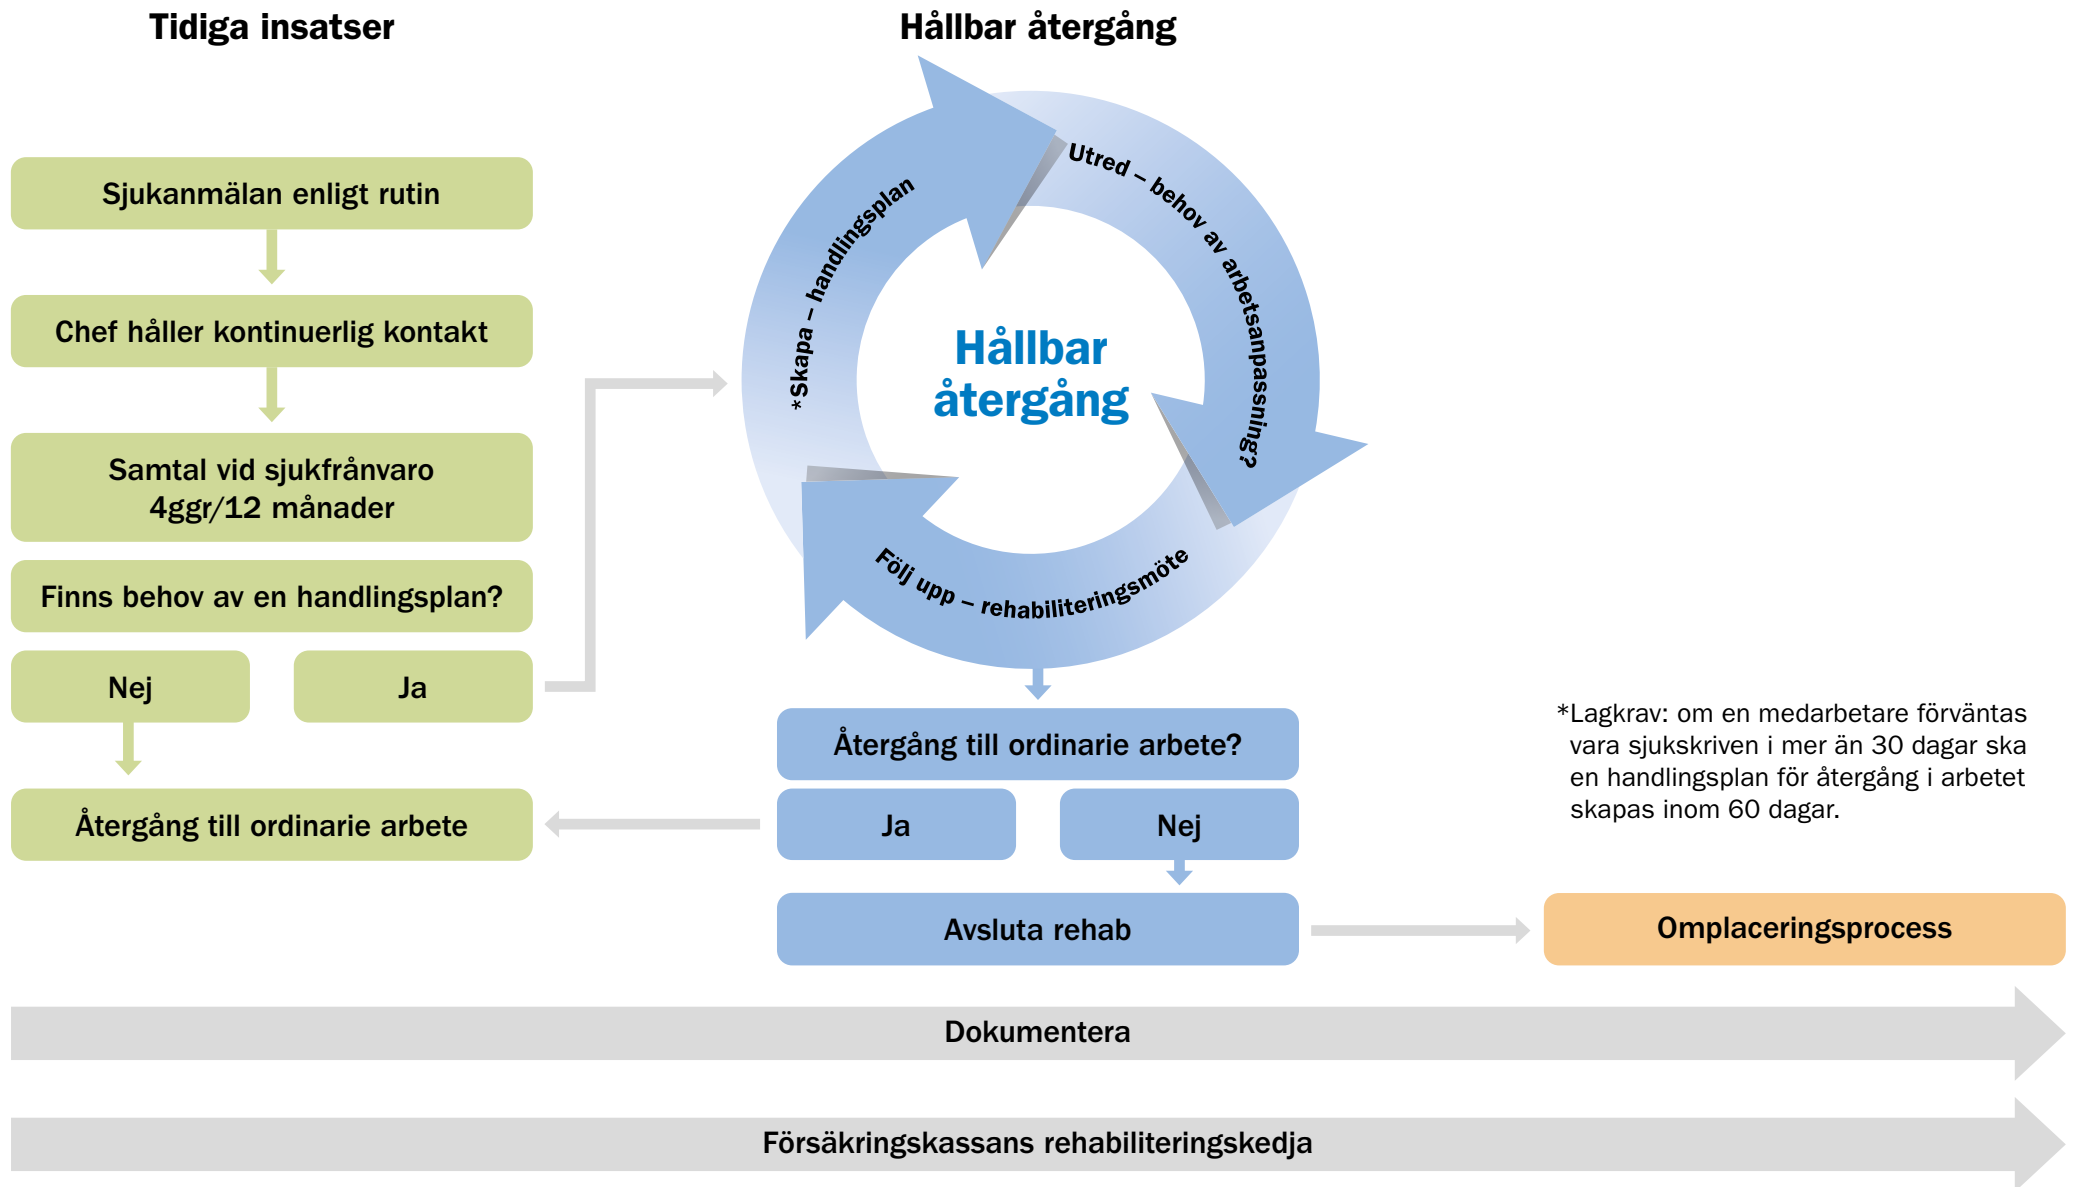 Tidiga insatser
Sjukanmälan enligt rutin
Chef håller kontinuerlig kontakt
Samtal vid sjukfrånvaro
4ggr/12 månader
Finns behov av en handlingsplan?
Nej
Ja
Återgång till ordinarie arbete
Hållbar återgång
*Skapa – handlingsplan
Utred – behov av arbetsanpassning?
Följ upp – rehabiliteringsmöte
Hållbar
återgång
Återgång till ordinarie arbete?
Ja
Nej
Avsluta rehab
*Lagkrav: om en medarbetare förväntas
vara sjukskriven i mer än 30 dagar ska
en handlingsplan för återgång i arbetet
skapas inom 60 dagar.
Omplaceringsprocess
Dokumentera
Försäkringskassans rehabiliteringskedja